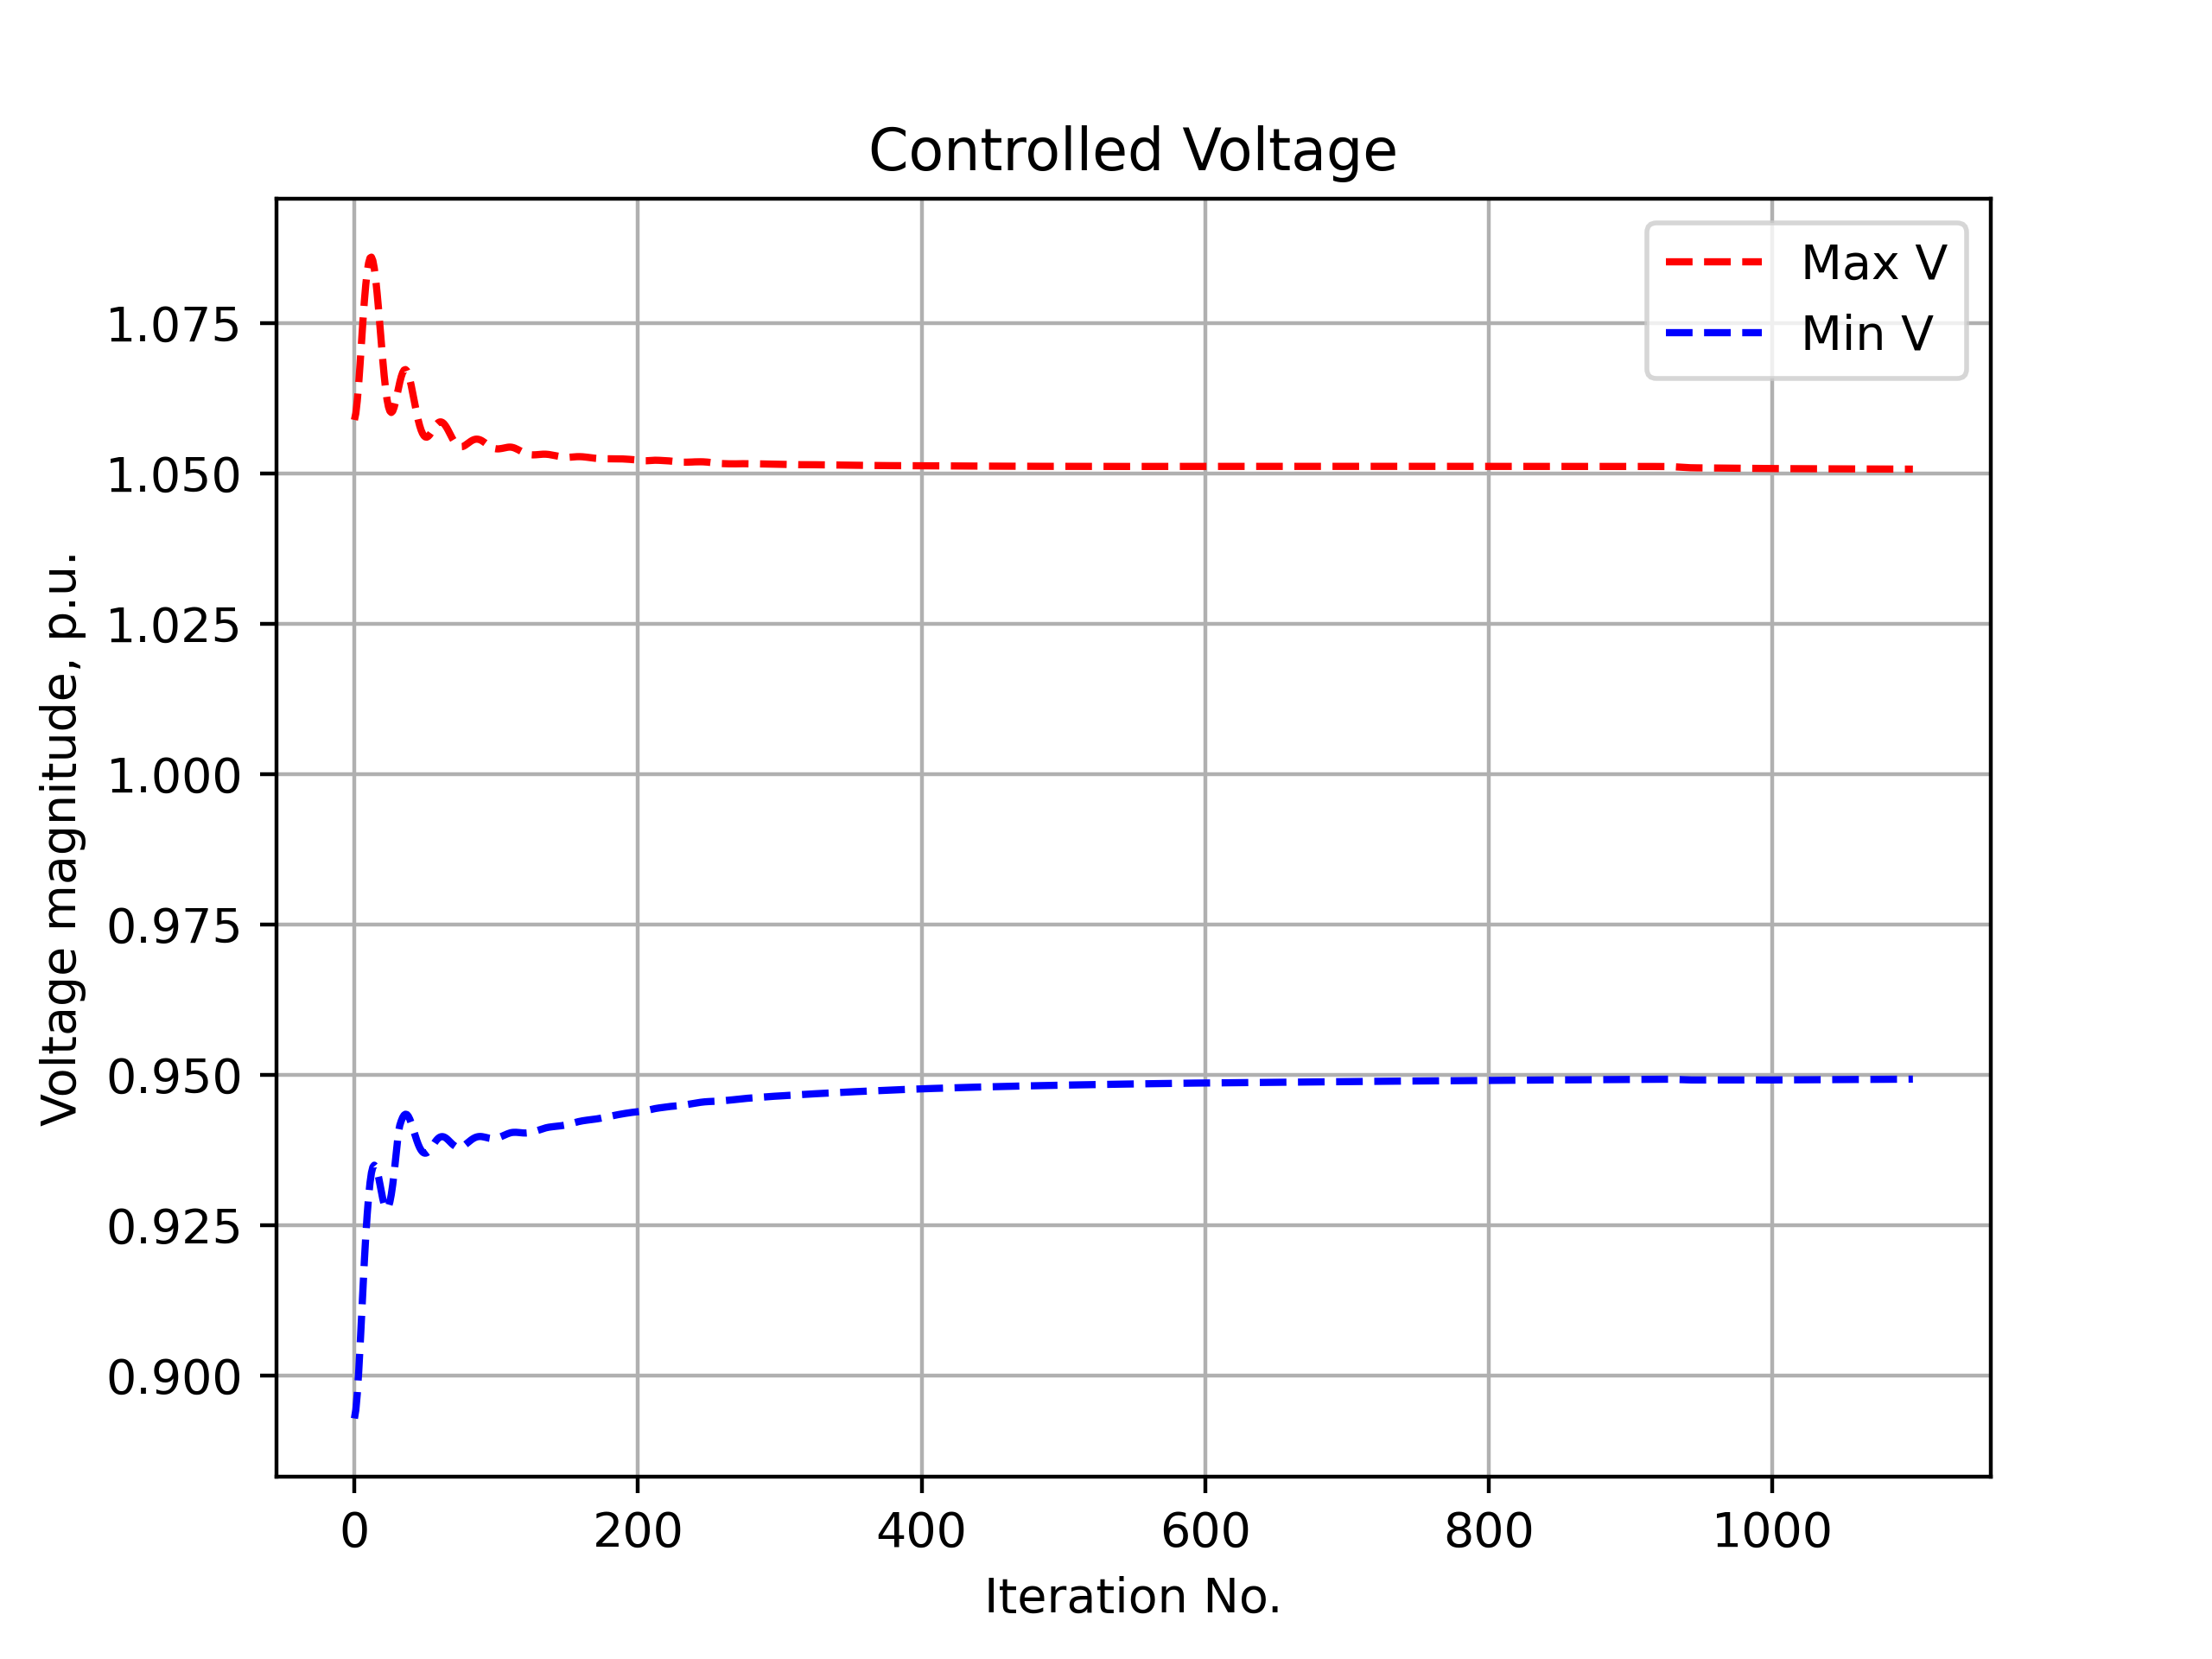 Controlled Voltage
Max V
Min V
1.075
1.050
1.025
1.000
0.975
0.950
0.925
0.900
Voltage magnitude, p.u.
0 200 400 600 800 1000
Iteration No.